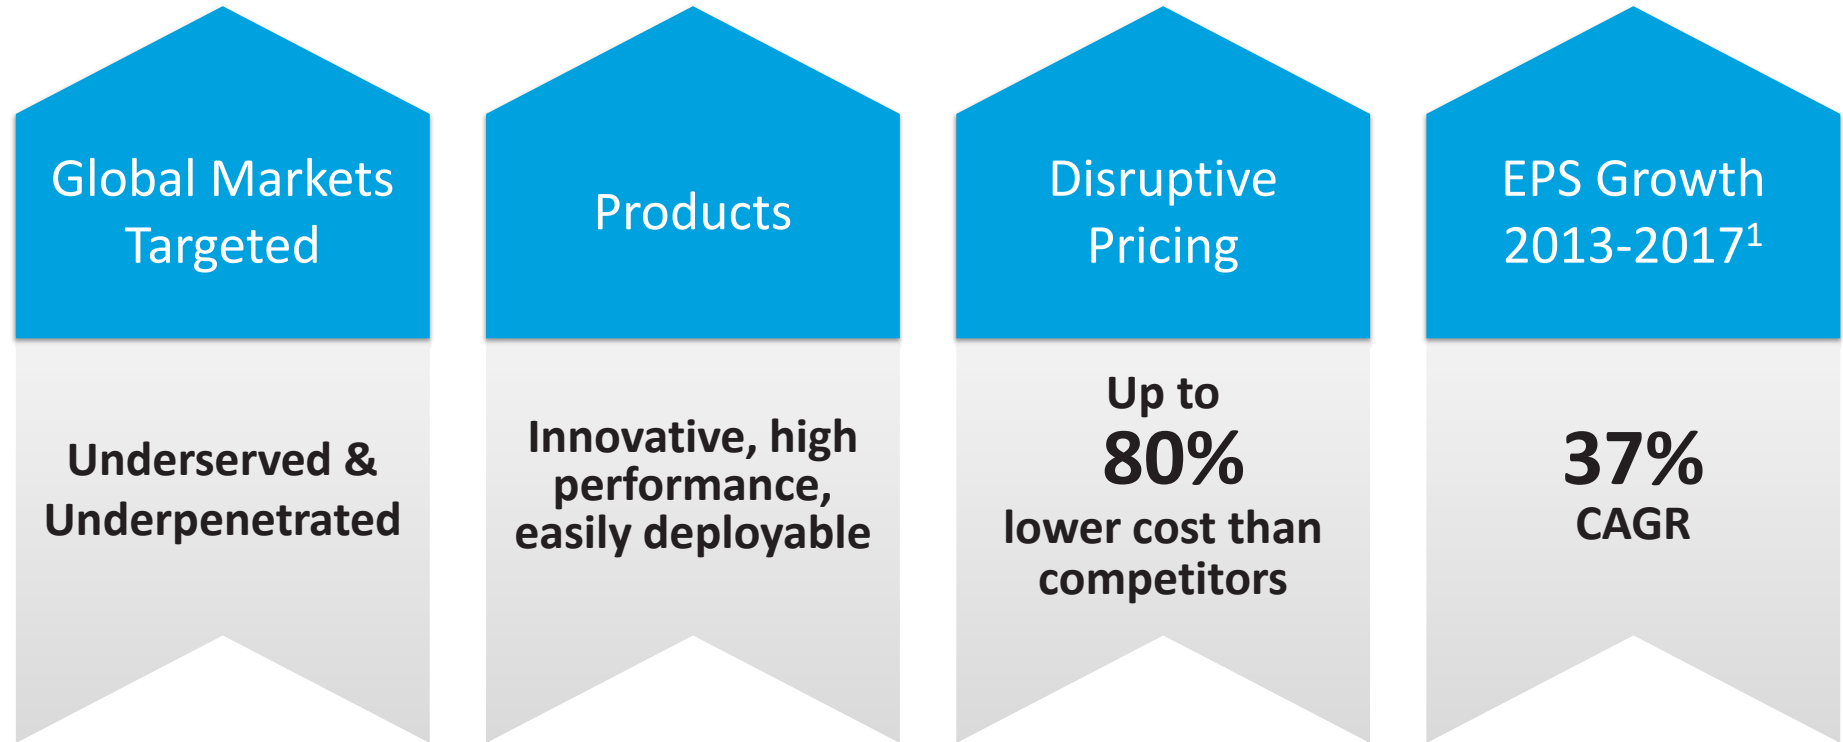 Global Markets
Targeted
Underserved &
Underpenetrated
Products
Innovative, high
performance,
easily deployable
Disruptive
Pricing
Up to
80%
lower cost than
competitors
EPS Growth
2013-2017¹
37%
CAGR